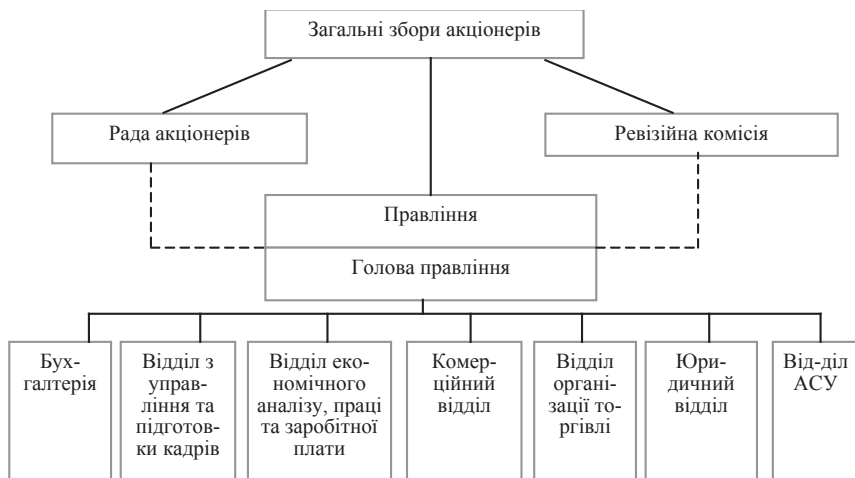 Загальні збори акціонерів
Рада акціонерів
Ревізійна комісія
Правління
Голова правління
Бух-
галтерія
Відділ з
управ-
ління та
підготов-
ки кадрів
Відділ еко-
номічного
аналізу, праці
та заробітної
плати
Комер-
ційний
відділ
Відділ
органі-
зації то-
ргівлі
Юри-
дичний
відділ
Від-діл
АСУ